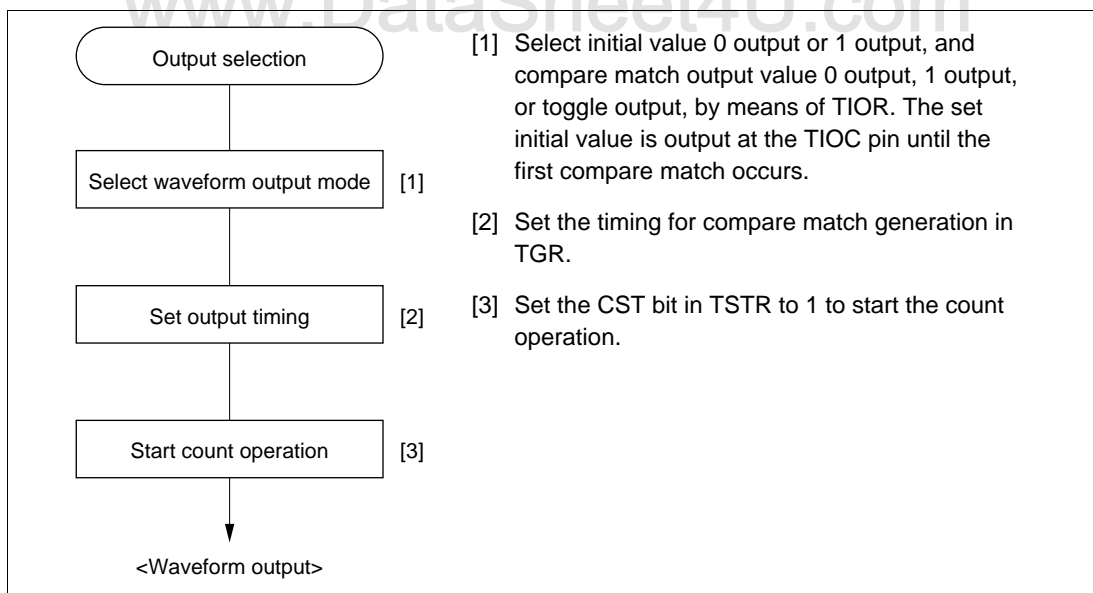 www.DataSheet4U.com
Output selection
Select waveform output mode [1]
Set output timing [2]
Start count operation [3]
<Waveform output>
[1] Select initial value 0 output or 1 output, and
compare match output value 0 output, 1 output,
or toggle output, by means of TIOR. The set
initial value is output at the TIOC pin until the
first compare match occurs.
[2] Set the timing for compare match generation in
TGR.
[3] Set the CST bit in TSTR to 1 to start the count
operation.